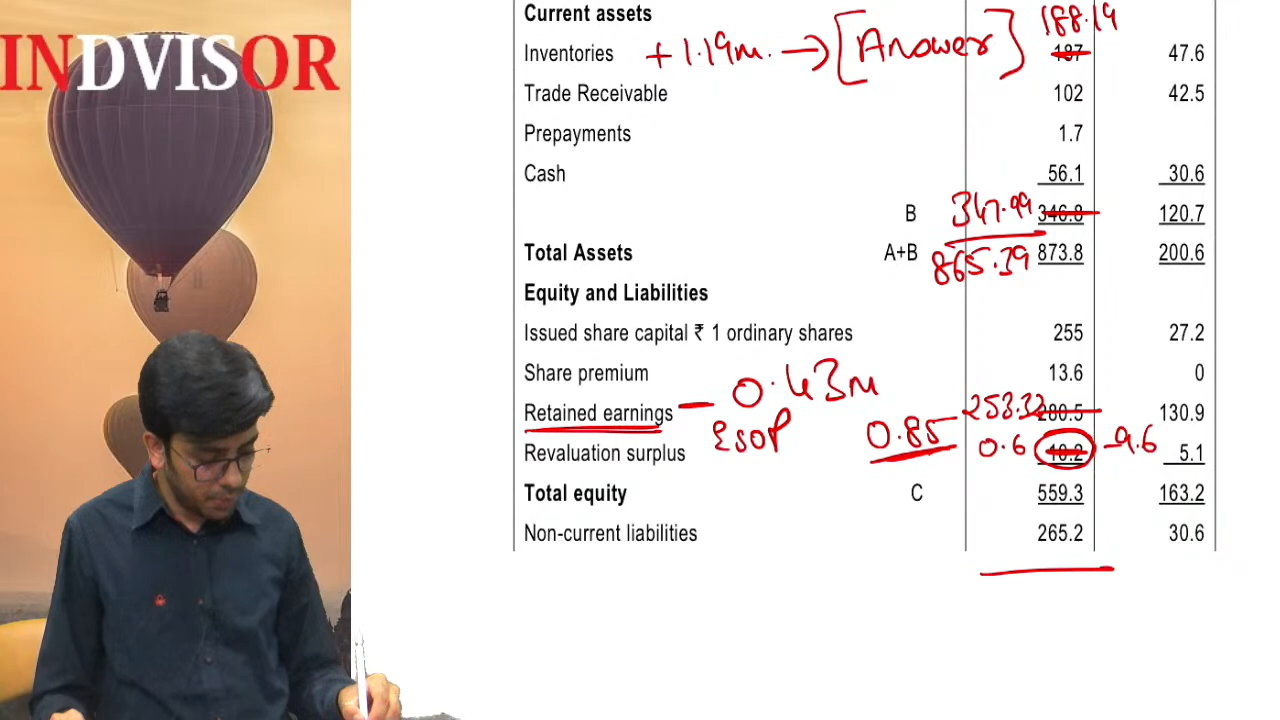 INDVISOR
Current assets 188.19
Inventories + 1.19m. → [Answer] 187 47.6
Trade Receivable 102 42.5
Prepayments 1.7
Cash 56.1 30.6
B 347.99 346.8 120.7
Total Assets A+B 865.39 873.8 200.6
Equity and Liabilities
Issued share capital ₹ 1 ordinary shares 255 27.2
Share premium 13.6 0
Retained earnings - 0.43m 253.32 280.5 130.9
ESOP 0.85
Revaluation surplus 0.6 10.2 -9.6 5.1
Total equity C 559.3 163.2
Non-current liabilities 265.2 30.6